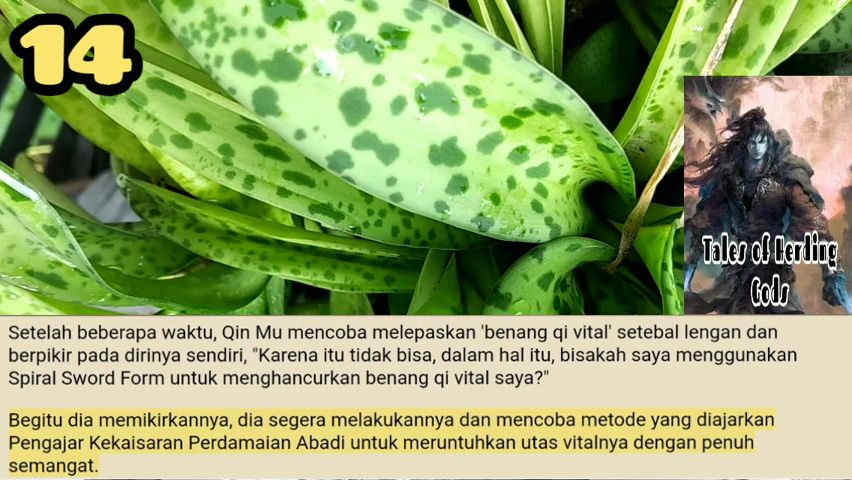 14
Tales of Herding
Gods
Setelah beberapa waktu, Qin Mu mencoba melepaskan 'benang qi vital' setebal lengan dan
berpikir pada dirinya sendiri, "Karena itu tidak bisa, dalam hal itu, bisakah saya menggunakan
Spiral Sword Form untuk menghancurkan benang qi vital saya?"
Begitu dia memikirkannya, dia segera melakukannya dan mencoba metode yang diajarkan
Pengajar Kekaisaran Perdamaian Abadi untuk meruntuhkan utas vitalnya dengan penuh
semangat.